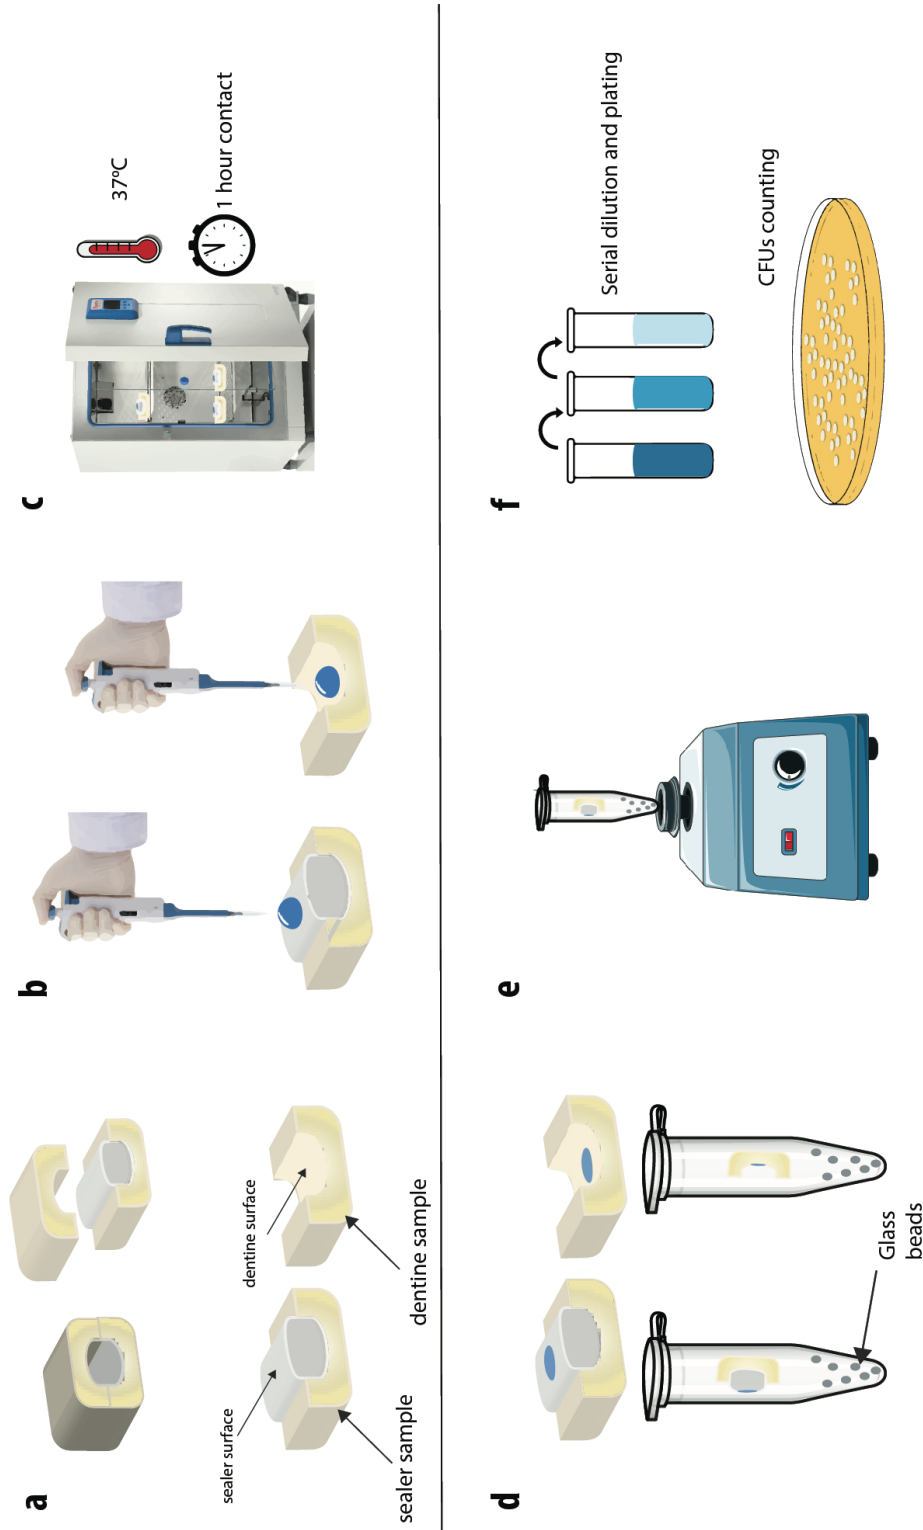 a
sealer surface
sealer sample
dentine surface
dentine sample
b
c
37ºC
1 hour contact
d
Glass
beads
e
f
Serial dilution and plating
CFUs counting